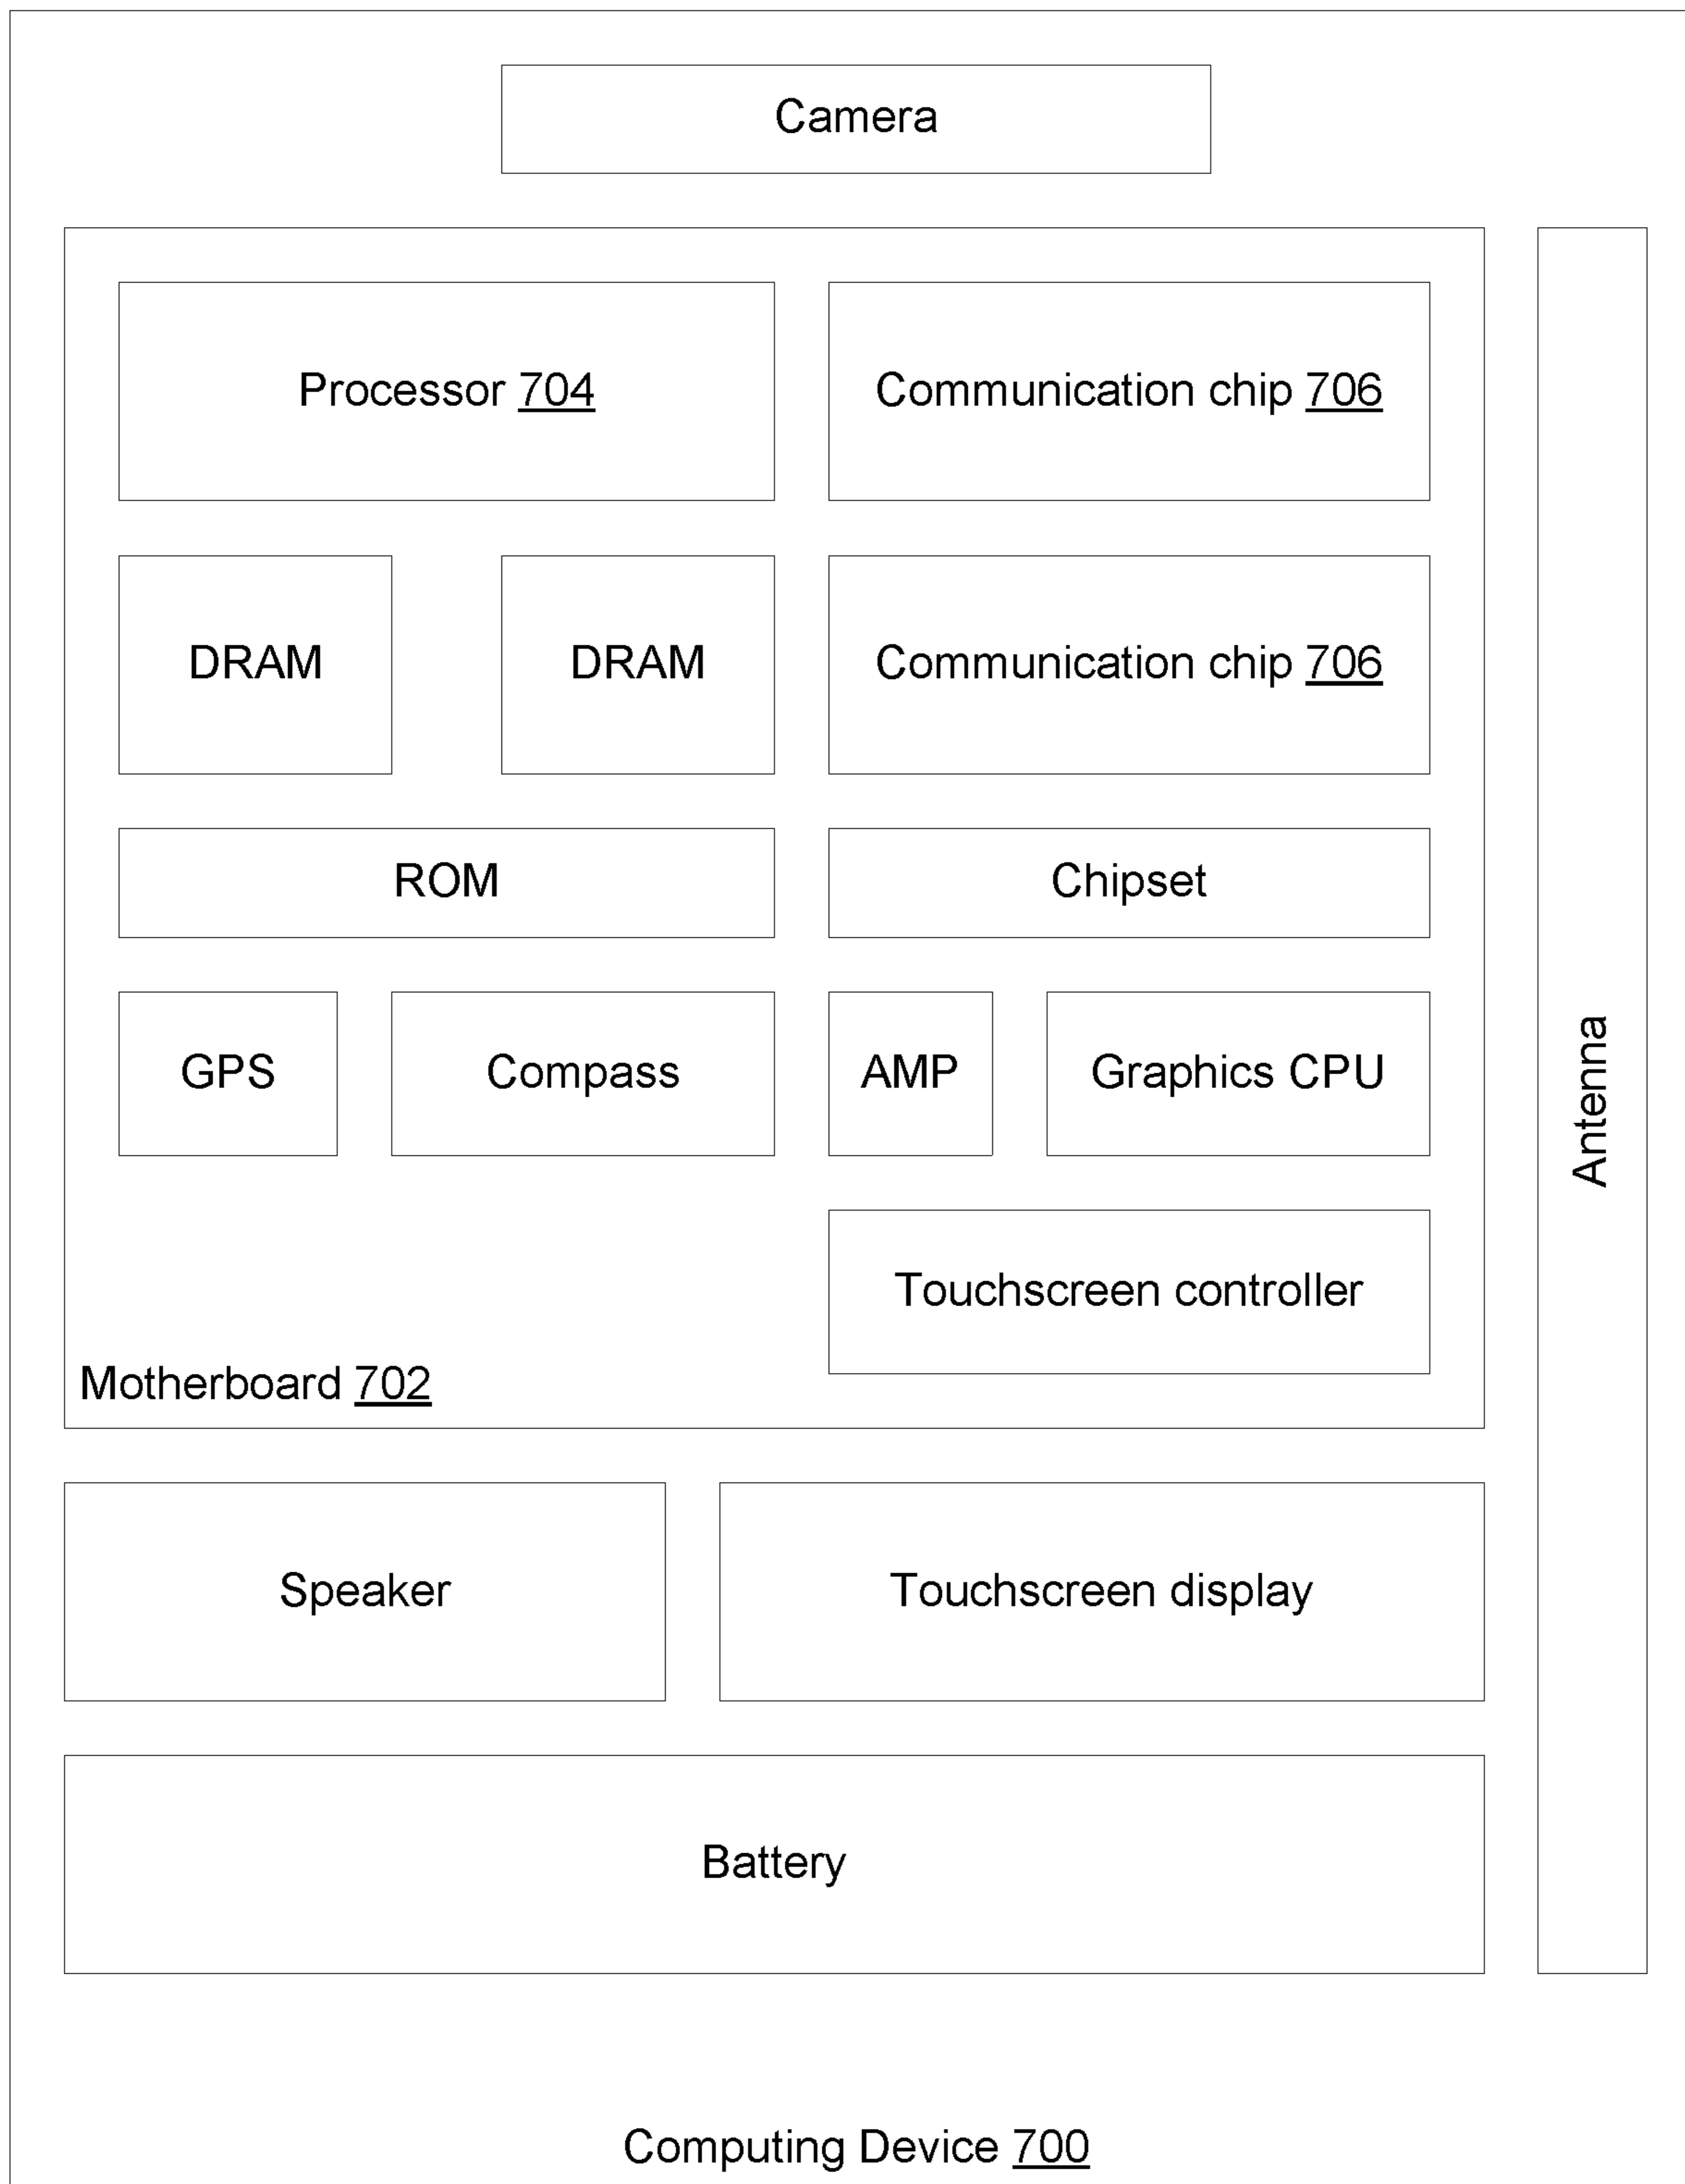 Camera
Processor 704
Communication chip 706
DRAM
DRAM
Communication chip 706
ROM
Chipset
GPS
Compass
AMP
Graphics CPU
Antenna
Touchscreen controller
Motherboard 702
Speaker
Touchscreen display
Battery
Computing Device 700